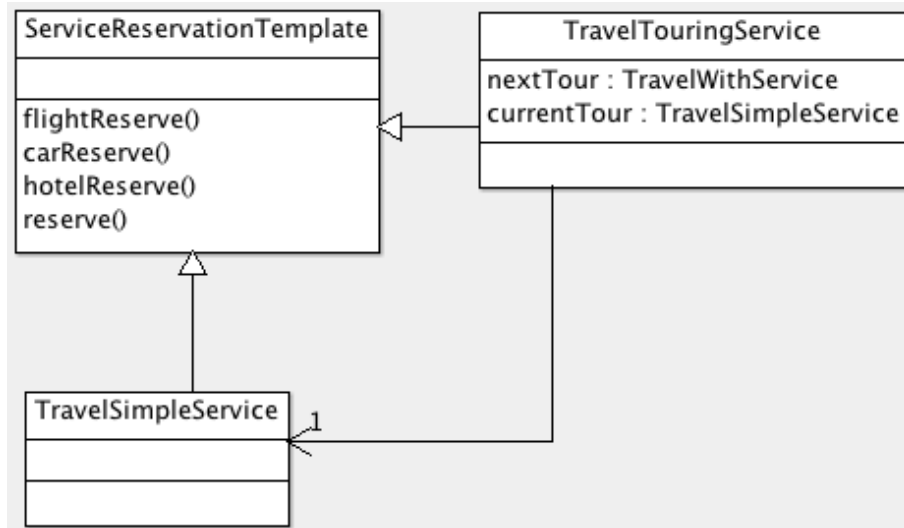 ServiceReservationTemplate
flightReserve()
carReserve()
hotelReserve()
reserve()
TravelTouringService
nextTour : TravelWithService
currentTour : TravelSimpleService
TravelSimpleService
1